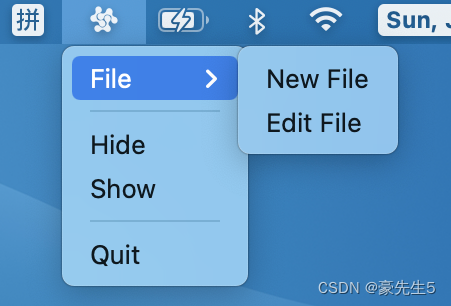 拼
Sun,
File
New File
Edit File
Hide
Show
Quit
CSDN @豪先生5